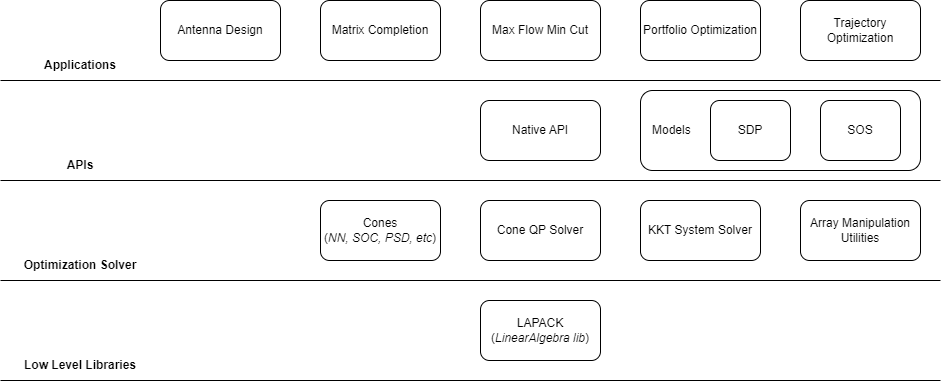 Antenna Design
Matrix Completion
Max Flow Min Cut
Portfolio Optimization
Trajectory
Optimization
Applications
Native API
Models
SDP
SOS
APIs
Cones
(NN, SOC, PSD, etc)
Cone QP Solver
KKT System Solver
Array Manipulation
Utilities
Optimization Solver
LAPACK
(LinearAlgebra lib)
Low Level Libraries